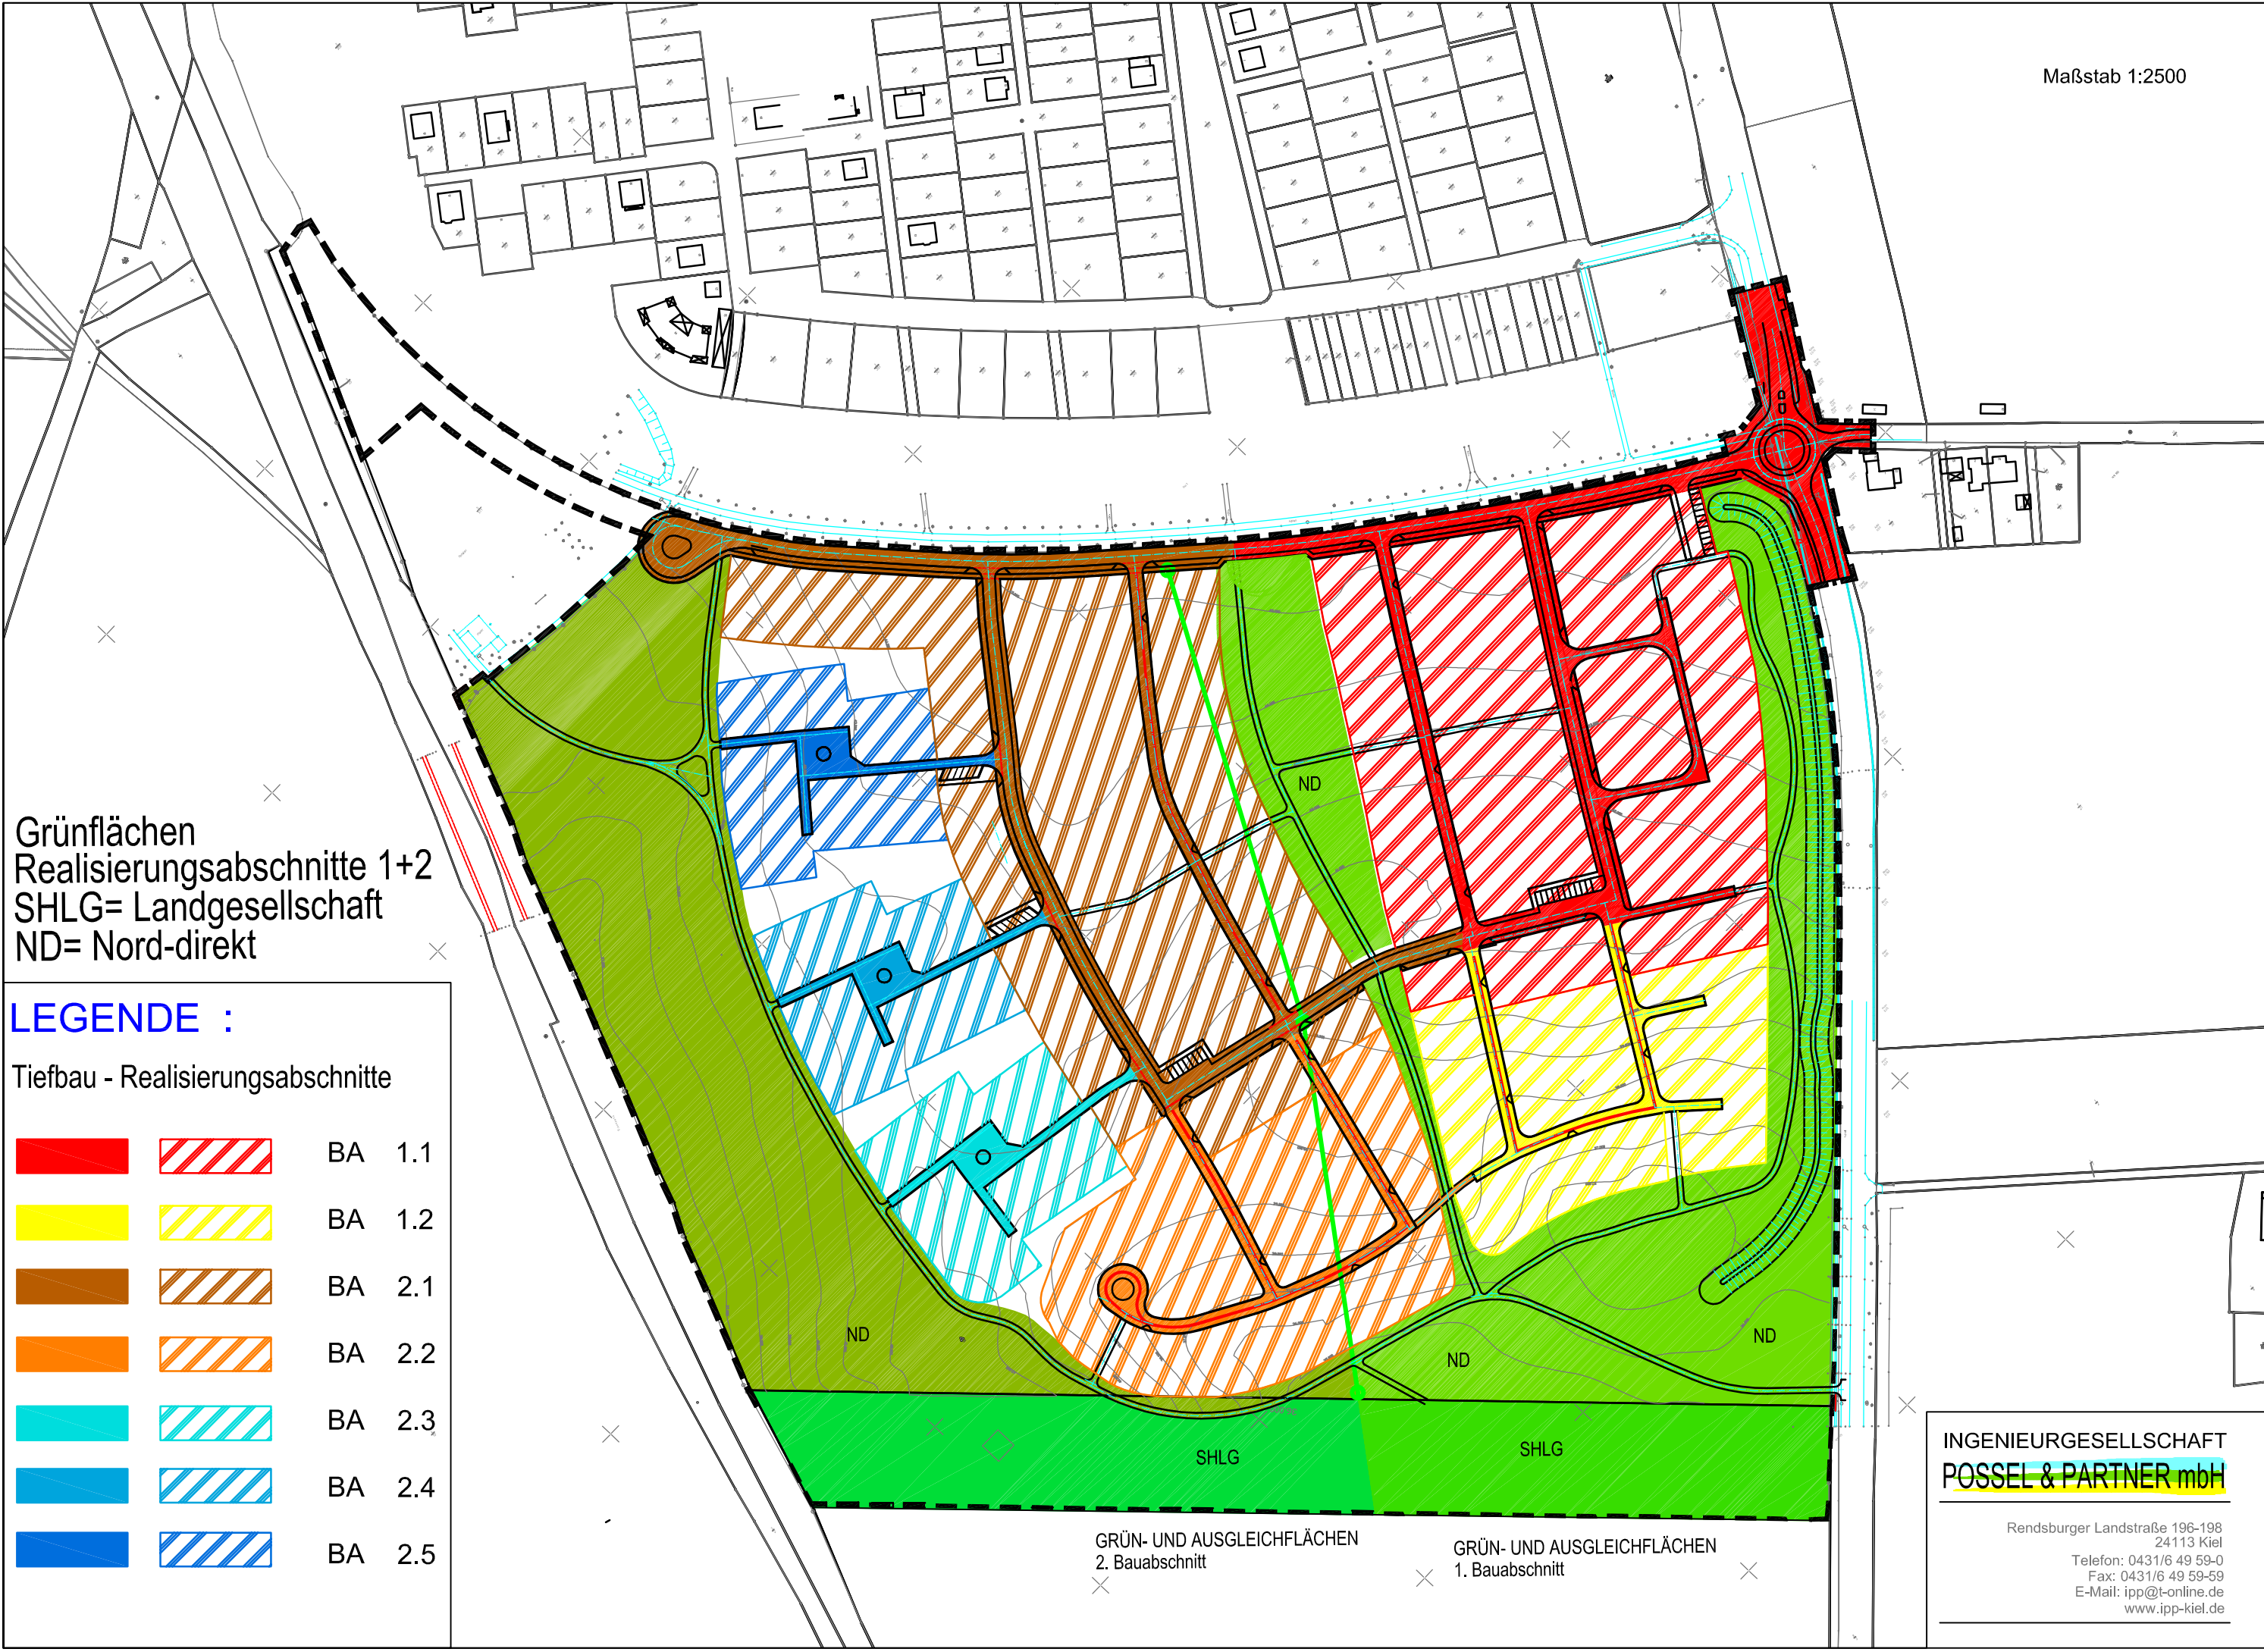 Maßstab 1:2500
Grünflächen
Realisierungsabschnitte 1+2
SHLG= Landgesellschaft
ND= Nord-direkt
LEGENDE :
Tiefbau - Realisierungsabschnitte
BA 1.1
BA 1.2
BA 2.1
BA 2.2
BA 2.3
BA 2.4
BA 2.5
ND
ND
ND
ND
SHLG
SHLG
GRÜN- UND AUSGLEICHFLÄCHEN
2. Bauabschnitt
GRÜN- UND AUSGLEICHFLÄCHEN
1. Bauabschnitt
INGENIEURGESELLSCHAFT
POSSEL & PARTNER mbH
Rendsburger Landstraße 196-198
24113 Kiel
Telefon: 0431/6 49 59-0
Fax: 0431/6 49 59-59
E-Mail: ipp@t-online.de
www.ipp-kiel.de